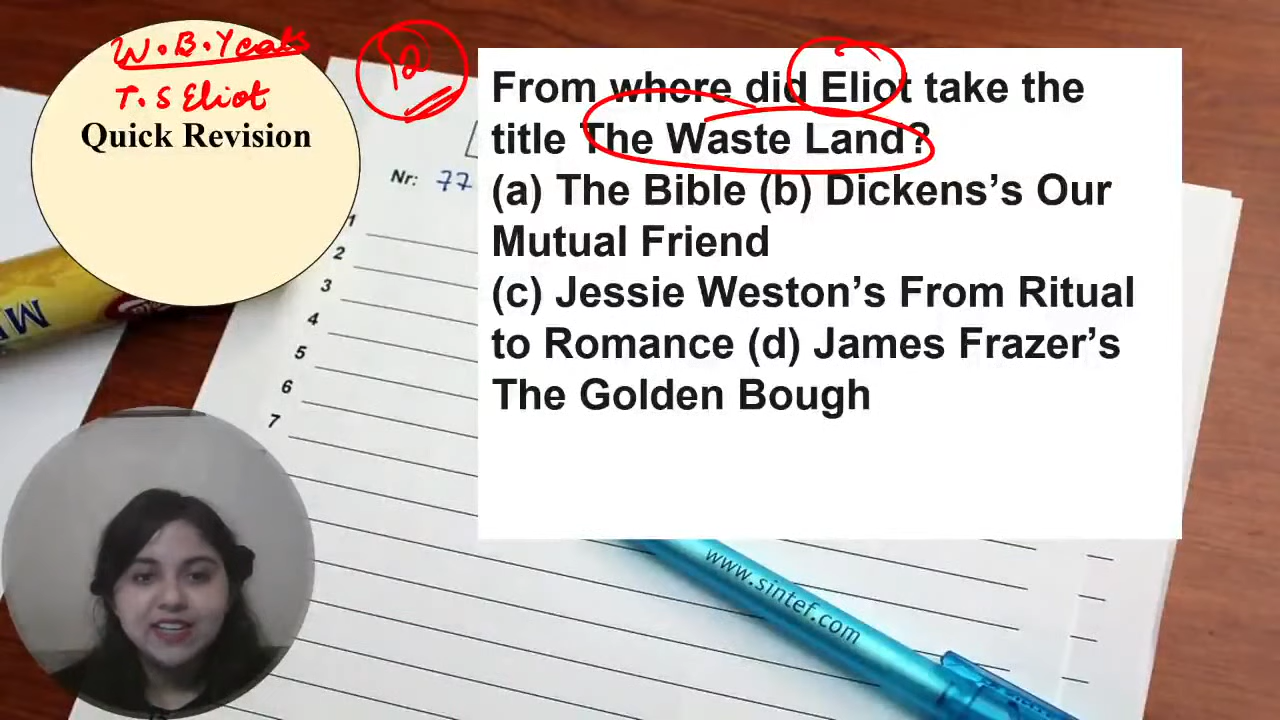 W.B.Yeats
T.S Eliot
Quick Revision
12
Nr: 77
1
2
3
4
5
6
7
From where did Eliot take the
title The Waste Land?
(a) The Bible (b) Dickens’s Our
Mutual Friend
(c) Jessie Weston’s From Ritual
to Romance (d) James Frazer’s
The Golden Bough
www.sintef.com